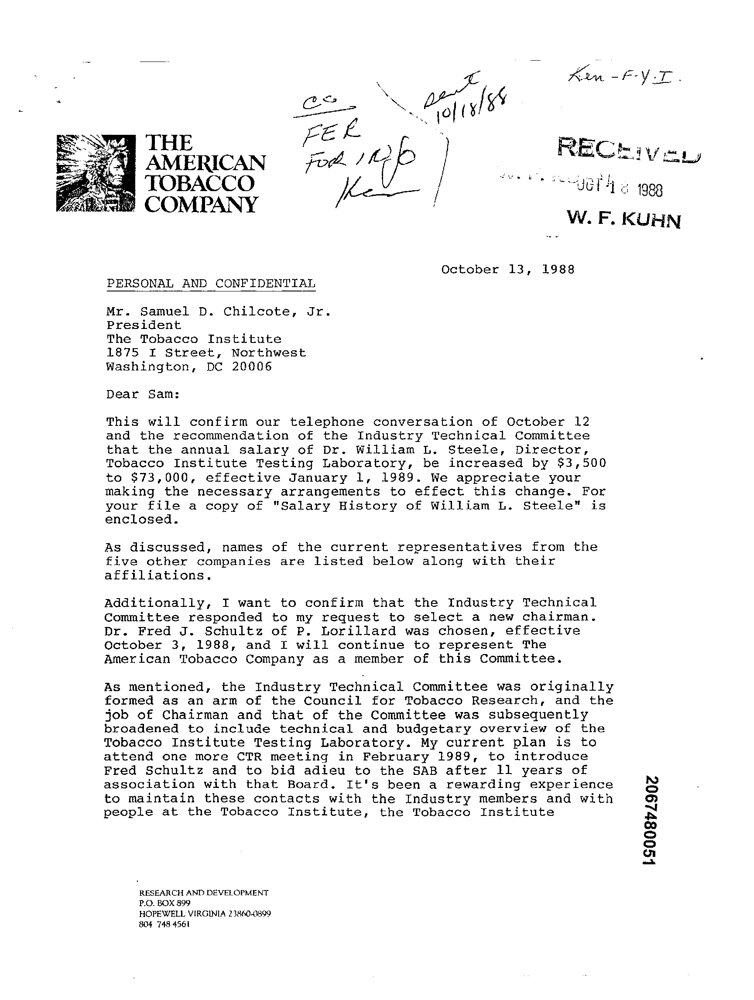 Ken - F.Y.I.
cc
sent
10/18/88
FER
FOR INFO
Ken
THE
AMERICAN
TOBACCO
COMPANY
RECEIVED
OCT 1 8 1988
W. F. KUHN
October 13, 1988
PERSONAL AND CONFIDENTIAL
Mr. Samuel D. Chilcote, Jr.
President
The Tobacco Institute
1875 I Street, Northwest
Washington, DC 20006
Dear Sam:
This will confirm our telephone conversation of October 12
and the recommendation of the Industry Technical Committee
that the annual salary of Dr. William L. Steele, Director,
Tobacco Institute Testing Laboratory, be increased by $3,500
to $73,000, effective January 1, 1989. We appreciate your
making the necessary arrangements to effect this change. For
your file a copy of "Salary History of William L. Steele" is
enclosed.
As discussed, names of the current representatives from the
five other companies are listed below along with their
affiliations.
Additionally, I want to confirm that the Industry Technical
Committee responded to my request to select a new chairman.
Dr. Fred J. Schultz of P. Lorillard was chosen, effective
October 3, 1988, and I will continue to represent The
American Tobacco Company as a member of this Committee.
As mentioned, the Industry Technical Committee was originally
formed as an arm of the Council for Tobacco Research, and the
job of Chairman and that of the Committee was subsequently
broadened to include technical and budgetary overview of the
Tobacco Institute Testing Laboratory. My current plan is to
attend one more CTR meeting in February 1989, to introduce
Fred Schultz and to bid adieu to the SAB after 11 years of
association with that Board. It's been a rewarding experience
to maintain these contacts with the Industry members and with
people at the Tobacco Institute, the Tobacco Institute
2067480051
RESEARCH AND DEVELOPMENT
P.O. BOX 899
HOPEWELL VIRGINIA 23860-0899
804 748 4561